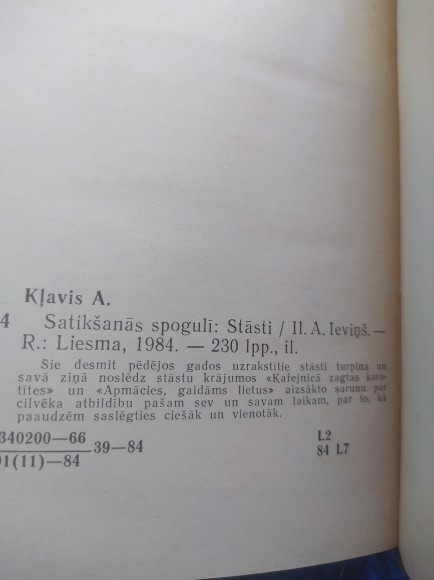 Kļavis A.
4 Satikšanās spogulī: Stāsti / Il. A. Ieviņš. —
R.: Liesma, 1984. — 230 lpp., il.
Šie desmit pēdējos gados uzrakstītie stāsti turpina un
savā ziņā noslēdz stāstu krājumos «Kafejnīcā zagtas karo-
tītes» un «Apmācies, gaidāms lietus» aizsākto sarunu par
cilvēka atbildību pašam sev un savam laikam, par to, kā
paaudzēm saslēgties ciešāk un vienotāk.
340200—66
39—84
01(11)—84
L2
84 L7